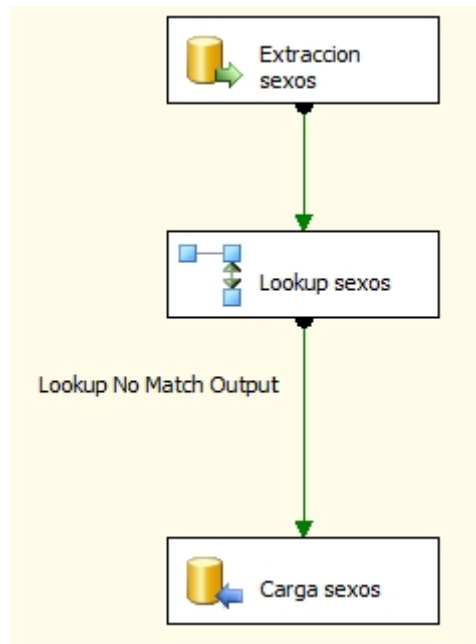 Extraccion
sexos
Lookup sexos
Lookup No Match Output
Carga sexos